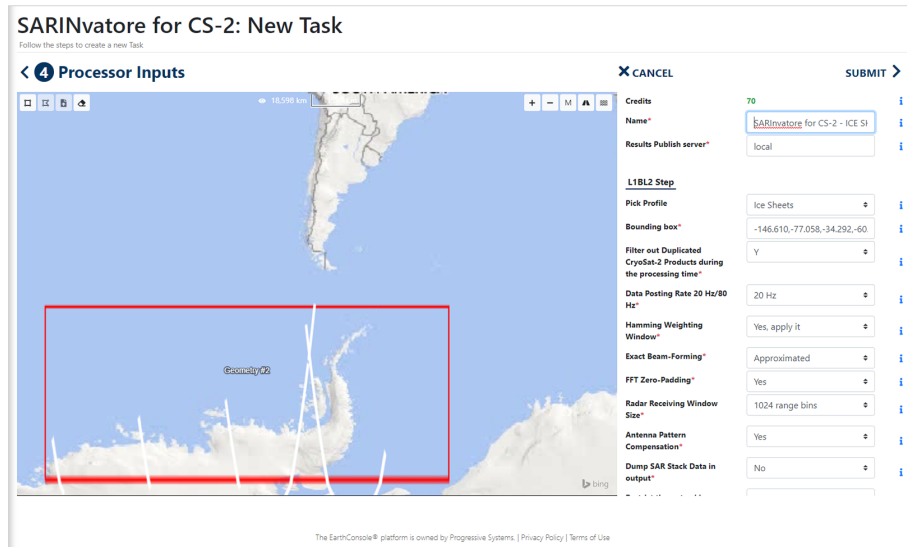 SARINvatore for CS-2: New Task
Follow the steps to create a new Task
4 Processor Inputs
CANCEL
SUBMIT
18,598 km
M
Geometry #2
bing
Credits
70
Name*
SARInvatore for CS-2 - ICE SH
Results Publish server*
local
L1BL2 Step
Pick Profile
Ice Sheets
Bounding box*
-146.610,-77.058,-34.292,-60.
Filter out Duplicated
CryoSat-2 Products during
the processing time*
Y
Data Posting Rate 20 Hz/80
Hz*
20 Hz
Hamming Weighting
Window*
Yes, apply it
Exact Beam-Forming*
Approximated
FFT Zero-Padding*
Yes
Radar Receiving Window
Size*
1024 range bins
Antenna Pattern
Compensation*
Yes
Dump SAR Stack Data in
output*
No
The EarthConsole® platform is owned by Progressive Systems. | Privacy Policy | Terms of Use